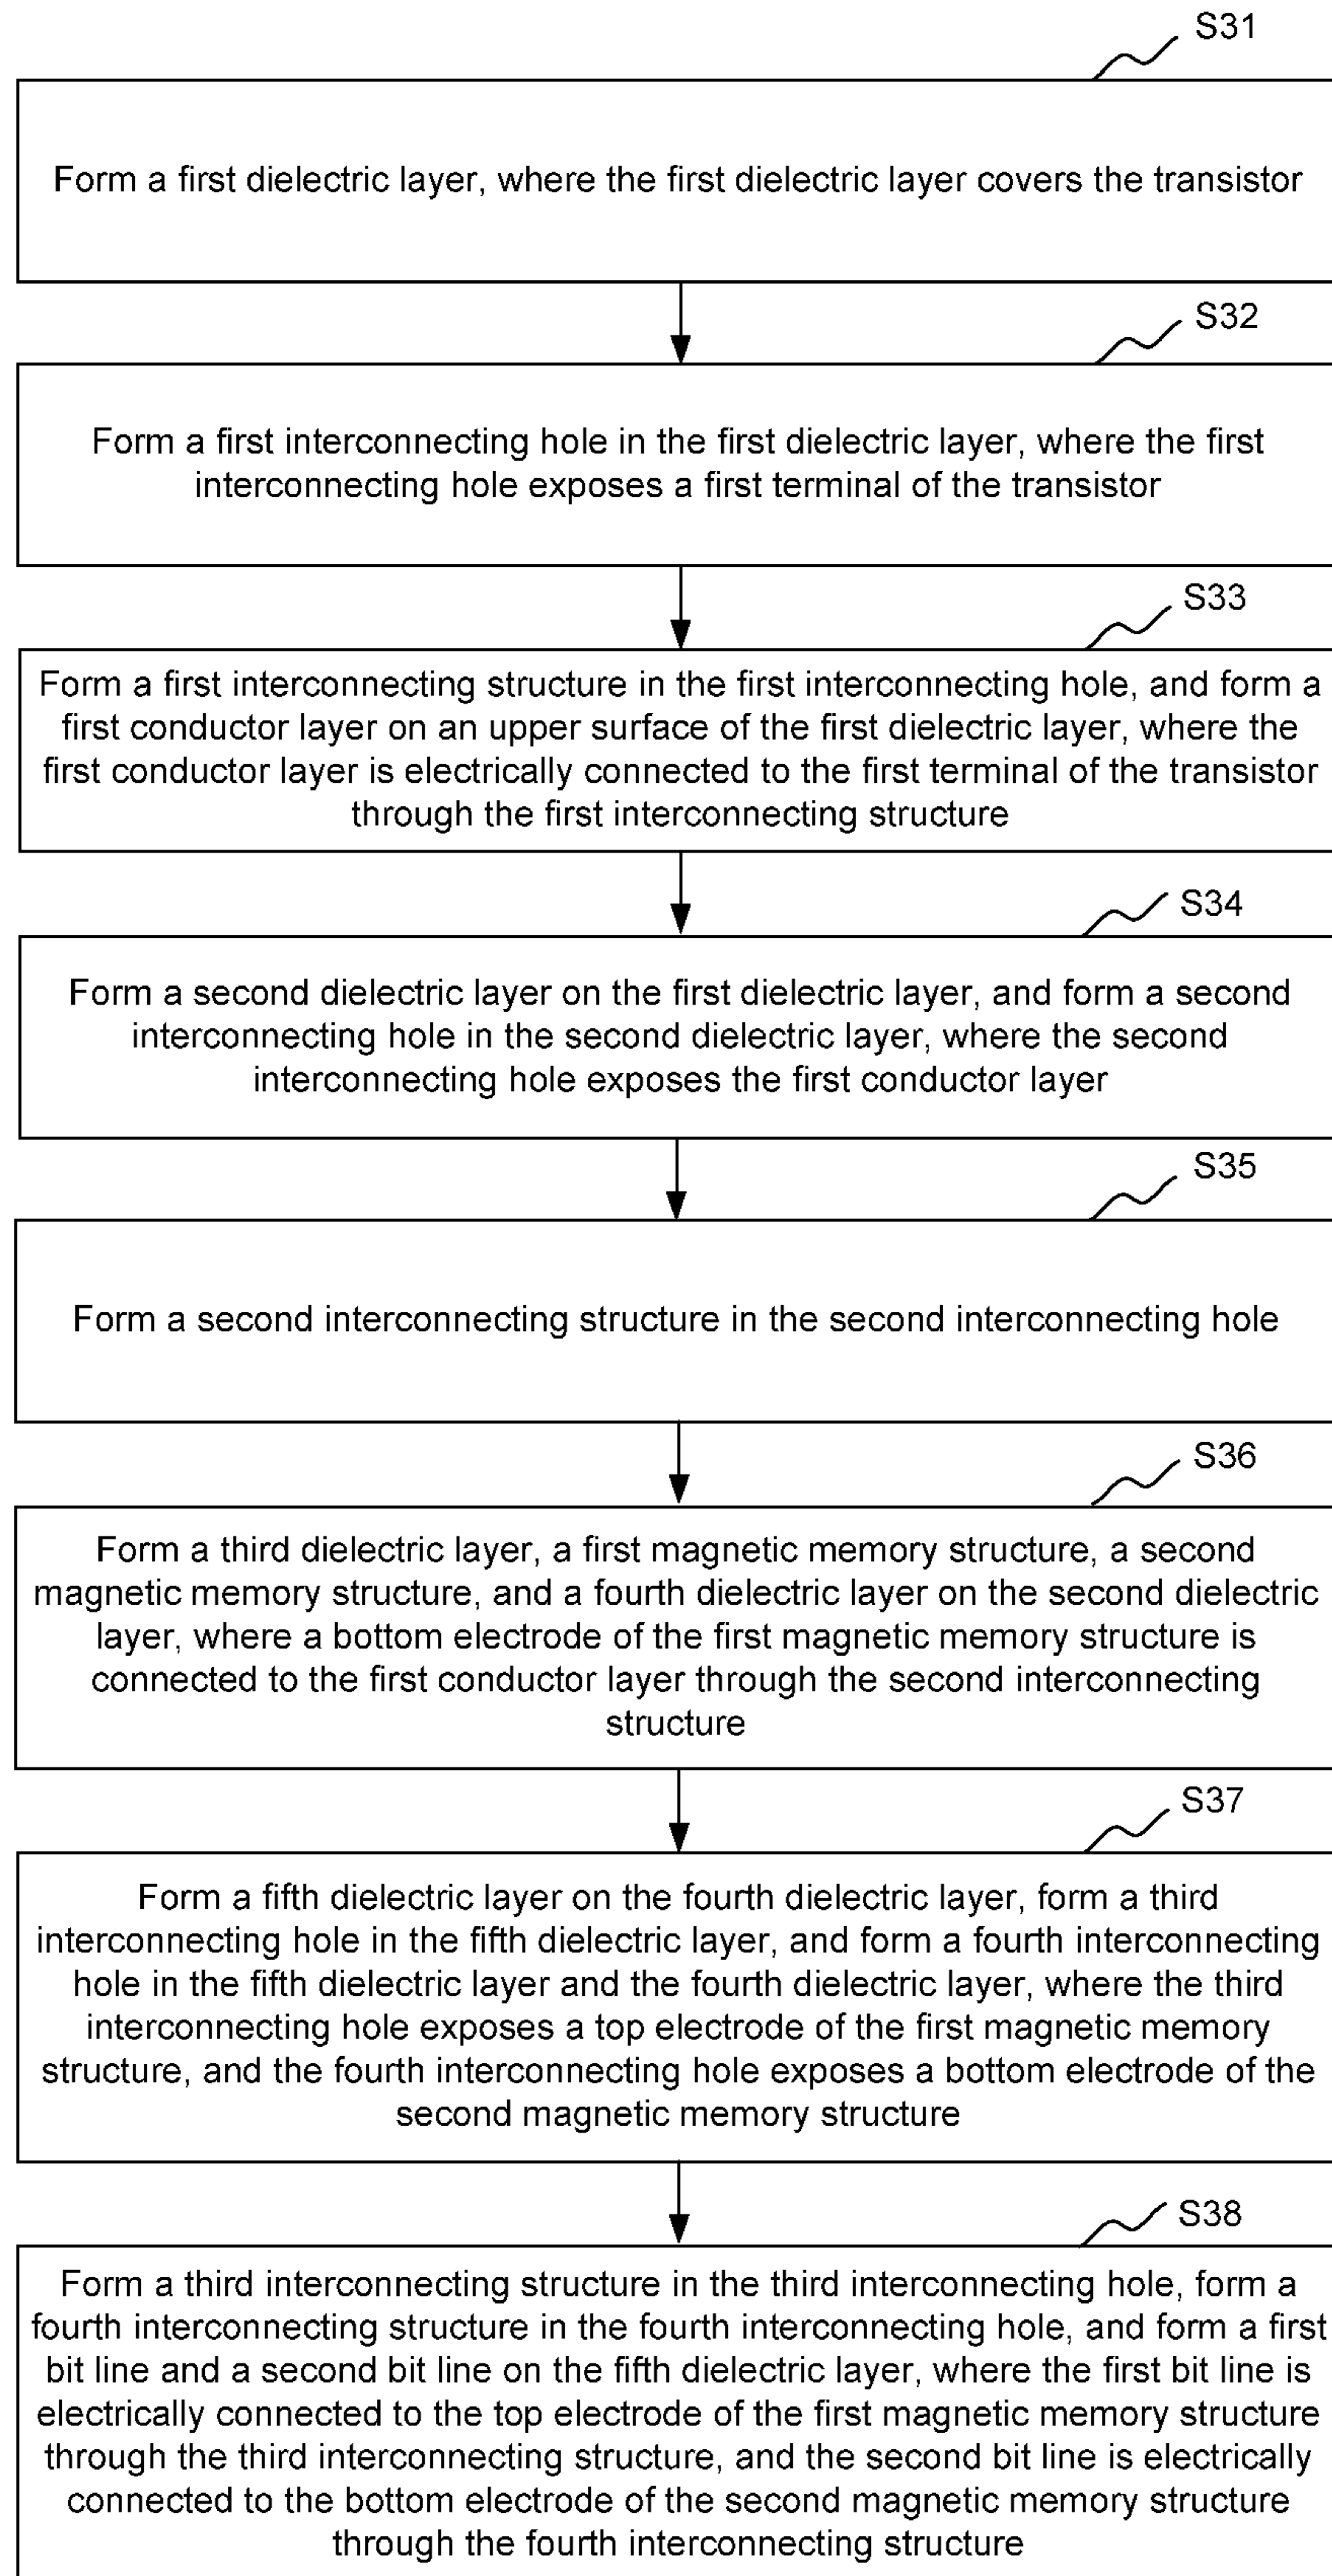 S31
Form a first dielectric layer, where the first dielectric layer covers the transistor
S32
Form a first interconnecting hole in the first dielectric layer, where the first
interconnecting hole exposes a first terminal of the transistor
S33
Form a first interconnecting structure in the first interconnecting hole, and form a
first conductor layer on an upper surface of the first dielectric layer, where the
first conductor layer is electrically connected to the first terminal of the transistor
through the first interconnecting structure
S34
Form a second dielectric layer on the first dielectric layer, and form a second
interconnecting hole in the second dielectric layer, where the second
interconnecting hole exposes the first conductor layer
S35
Form a second interconnecting structure in the second interconnecting hole
S36
Form a third dielectric layer, a first magnetic memory structure, a second
magnetic memory structure, and a fourth dielectric layer on the second dielectric
layer, where a bottom electrode of the first magnetic memory structure is
connected to the first conductor layer through the second interconnecting
structure
S37
Form a fifth dielectric layer on the fourth dielectric layer, form a third
interconnecting hole in the fifth dielectric layer, and form a fourth interconnecting
hole in the fifth dielectric layer and the fourth dielectric layer, where the third
interconnecting hole exposes a top electrode of the first magnetic memory
structure, and the fourth interconnecting hole exposes a bottom electrode of the
second magnetic memory structure
S38
Form a third interconnecting structure in the third interconnecting hole, form a
fourth interconnecting structure in the fourth interconnecting hole, and form a first
bit line and a second bit line on the fifth dielectric layer, where the first bit line is
electrically connected to the top electrode of the first magnetic memory structure
through the third interconnecting structure, and the second bit line is electrically
connected to the bottom electrode of the second magnetic memory structure
through the fourth interconnecting structure